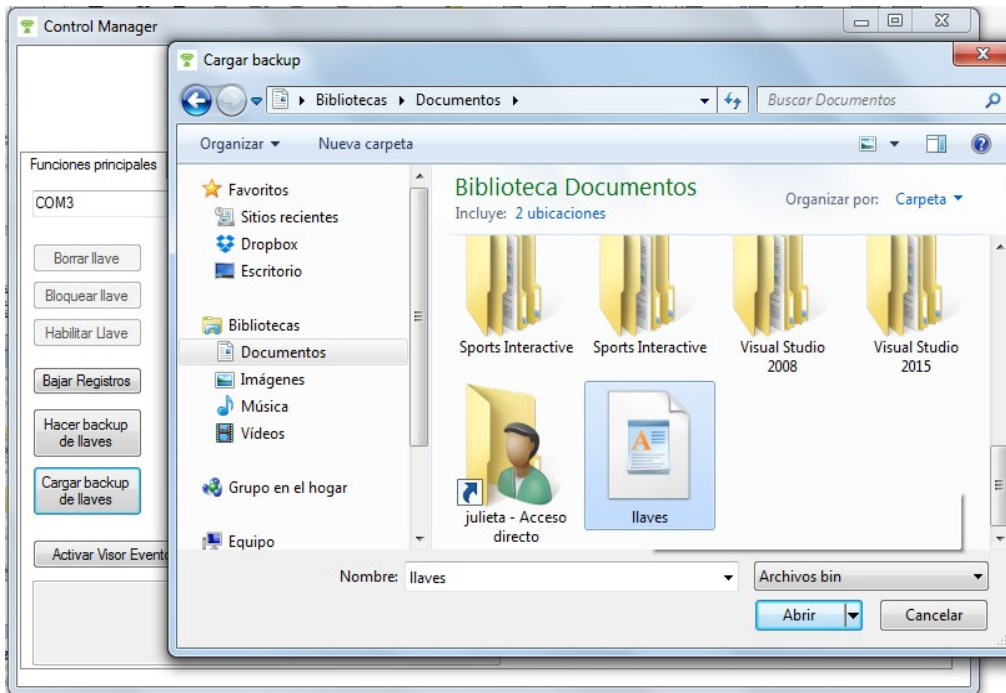 Control Manager
Cargar backup
Bibliotecas
Documentos
Buscar Documentos
Organizar
Nueva carpeta
Funciones principales
COM3
Borrar llave
Bloquear llave
Habilitar Llave
Bajar Registros
Hacer backup
de llaves
Cargar backup
de llaves
Activar Visor Evento
Favoritos
Sitios recientes
Dropbox
Escritorio
Bibliotecas
Documentos
Imágenes
Música
Vídeos
Grupo en el hogar
Equipo
Biblioteca Documentos
Incluye: 2 ubicaciones
Organizar por: Carpeta
Sports Interactive
Sports Interactive
Visual Studio
2008
Visual Studio
2015
julieta - Acceso
directo
llaves
Nombre: llaves
Archivos bin
Abrir
Cancelar